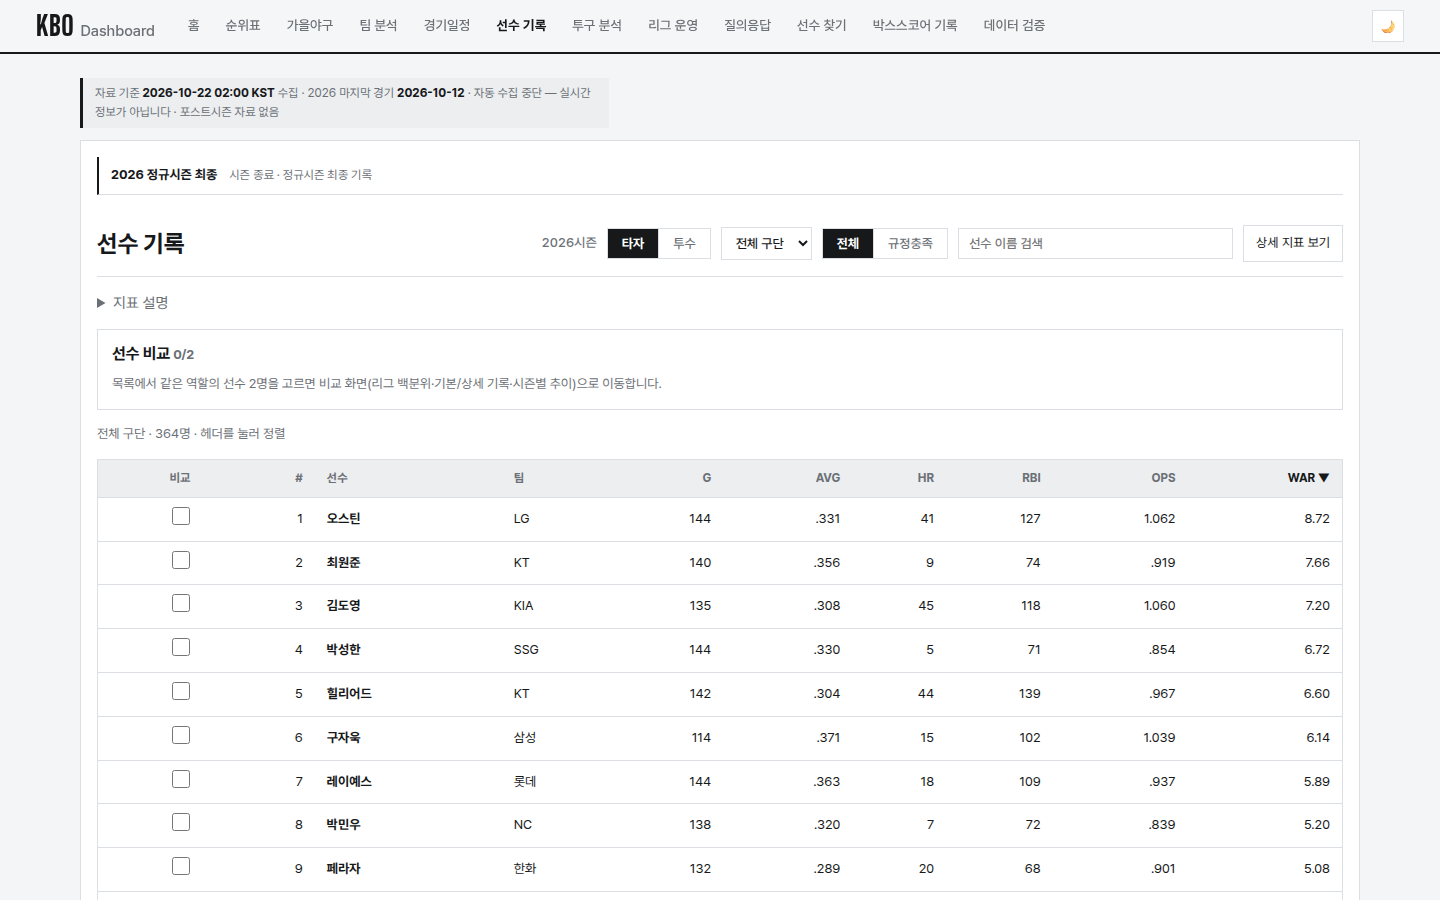 KBO Dashboard 홈 순위표 가을야구 팀 분석 경기일정 선수 기록 투구 분석 리그 운영 질의응답 선수 찾기 박스스코어 기록 데이터 검증
자료 기준 2026-10-22 02:00 KST 수집 · 2026 마지막 경기 2026-10-12 · 자동 수집 중단 — 실시간
정보가 아닙니다 · 포스트시즌 자료 없음
2026 정규시즌 최종 시즌 종료 · 정규시즌 최종 기록
선수 기록 2026시즌 타자 투수 전체 구단 전체 규정충족 선수 이름 검색 상세 지표 보기
▶ 지표 설명
선수 비교 0/2
목록에서 같은 역할의 선수 2명을 고르면 비교 화면(리그 백분위·기본/상세 기록·시즌별 추이)으로 이동합니다.
전체 구단 · 364명 · 헤더를 눌러 정렬
비교 # 선수 팀 G AVG HR RBI OPS WAR ▼
1 오스틴 LG 144 .331 41 127 1.062 8.72
2 최원준 KT 140 .356 9 74 .919 7.66
3 김도영 KIA 135 .308 45 118 1.060 7.20
4 박성한 SSG 144 .330 5 71 .854 6.72
5 힐리어드 KT 142 .304 44 139 .967 6.60
6 구자욱 삼성 114 .371 15 102 1.039 6.14
7 레이예스 롯데 144 .363 18 109 .937 5.89
8 박민우 NC 138 .320 7 72 .839 5.20
9 페라자 한화 132 .289 20 68 .901 5.08